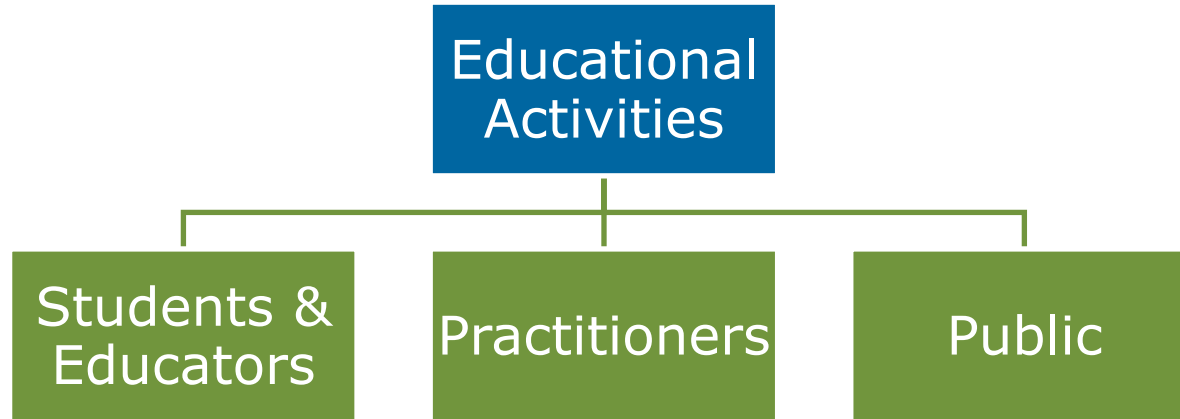 Educational
Activities
Students &
Educators
Practitioners
Public